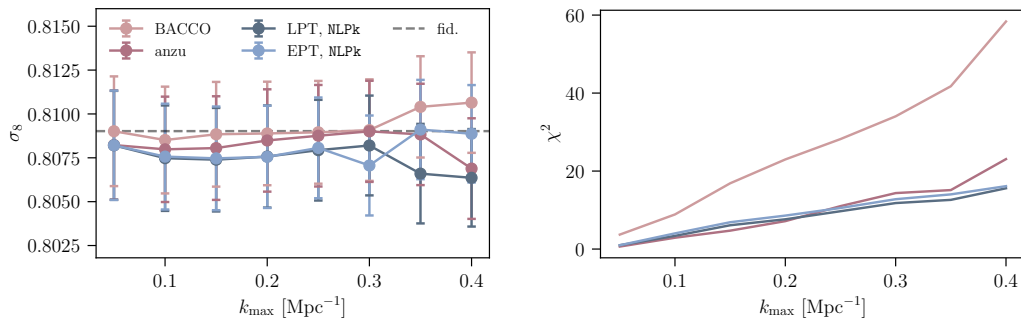 0.8150
0.8125
0.8100
0.8075
0.8050
0.8025
σ8
BACCO
anzu
LPT, NLPk
EPT, NLPk
fid.
0.1
0.2
0.3
0.4
kmax [Mpc−1]
60
40
20
0
χ2
0.1
0.2
0.3
0.4
kmax [Mpc−1]